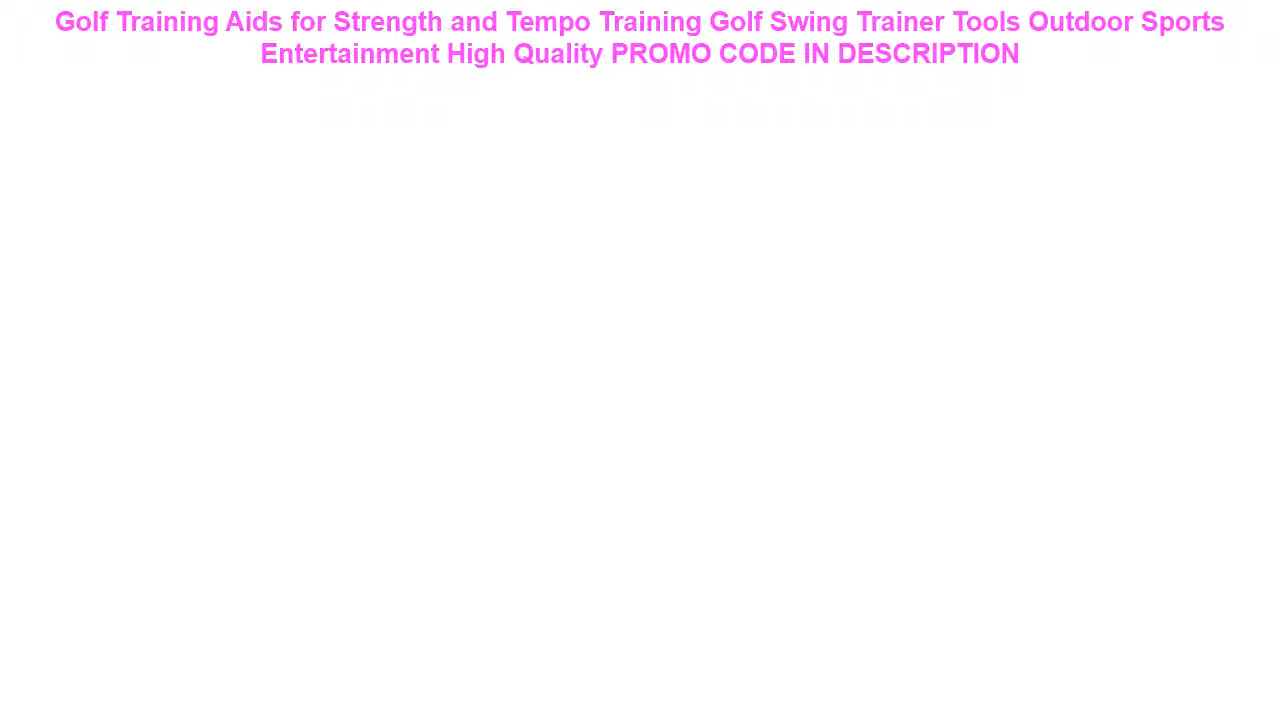 Golf Training Aids for Strength and Tempo Training Golf Swing Trainer Tools Outdoor Sports
Entertainment High Quality PROMO CODE IN DESCRIPTION